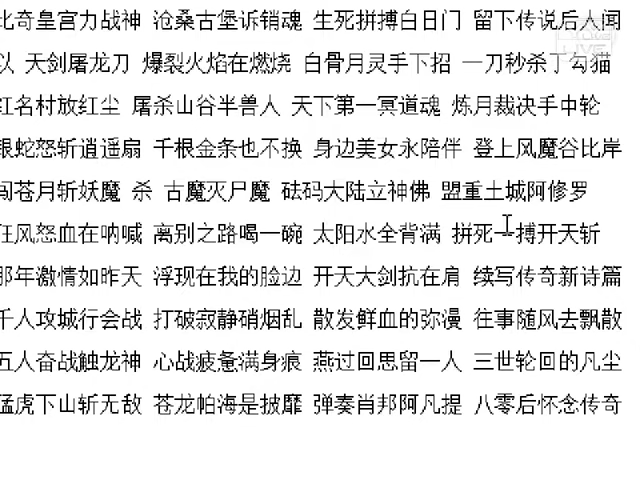 比奇皇宫力战神 沧桑古堡诉销魂 生死拼搏白日门 留下传说后人闻
以 天剑屠龙刀 爆裂火焰在燃烧 白骨月灵手下招 一刀秒杀丁勾猫
红名村放红尘 屠杀山谷半兽人 天下第一冥道魂 炼月裁决手中轮
银蛇怒斩逍遥扇 千根金条也不换 身边美女永陪伴 登上风魔谷比岸
闯苍月斩妖魔 杀 古魔灭尸魔 砝码大陆立神佛 盟重土城阿修罗
狂风怒血在呐喊 离别之路喝一碗 太阳水全背满 拼死一搏开天斩
那年激情如昨天 浮现在我的脸边 开天大剑抗在肩 续写传奇新诗篇
千人攻城行会战 打破寂静硝烟乱 散发鲜血的弥漫 往事随风去飘散
五人奋战触龙神 心战疲惫满身痕 燕过回思留一人 三世轮回的凡尘
猛虎下山斩无敌 苍龙帕海是披靡 弹奏肖邦阿凡提 八零后怀念传奇
LIVE